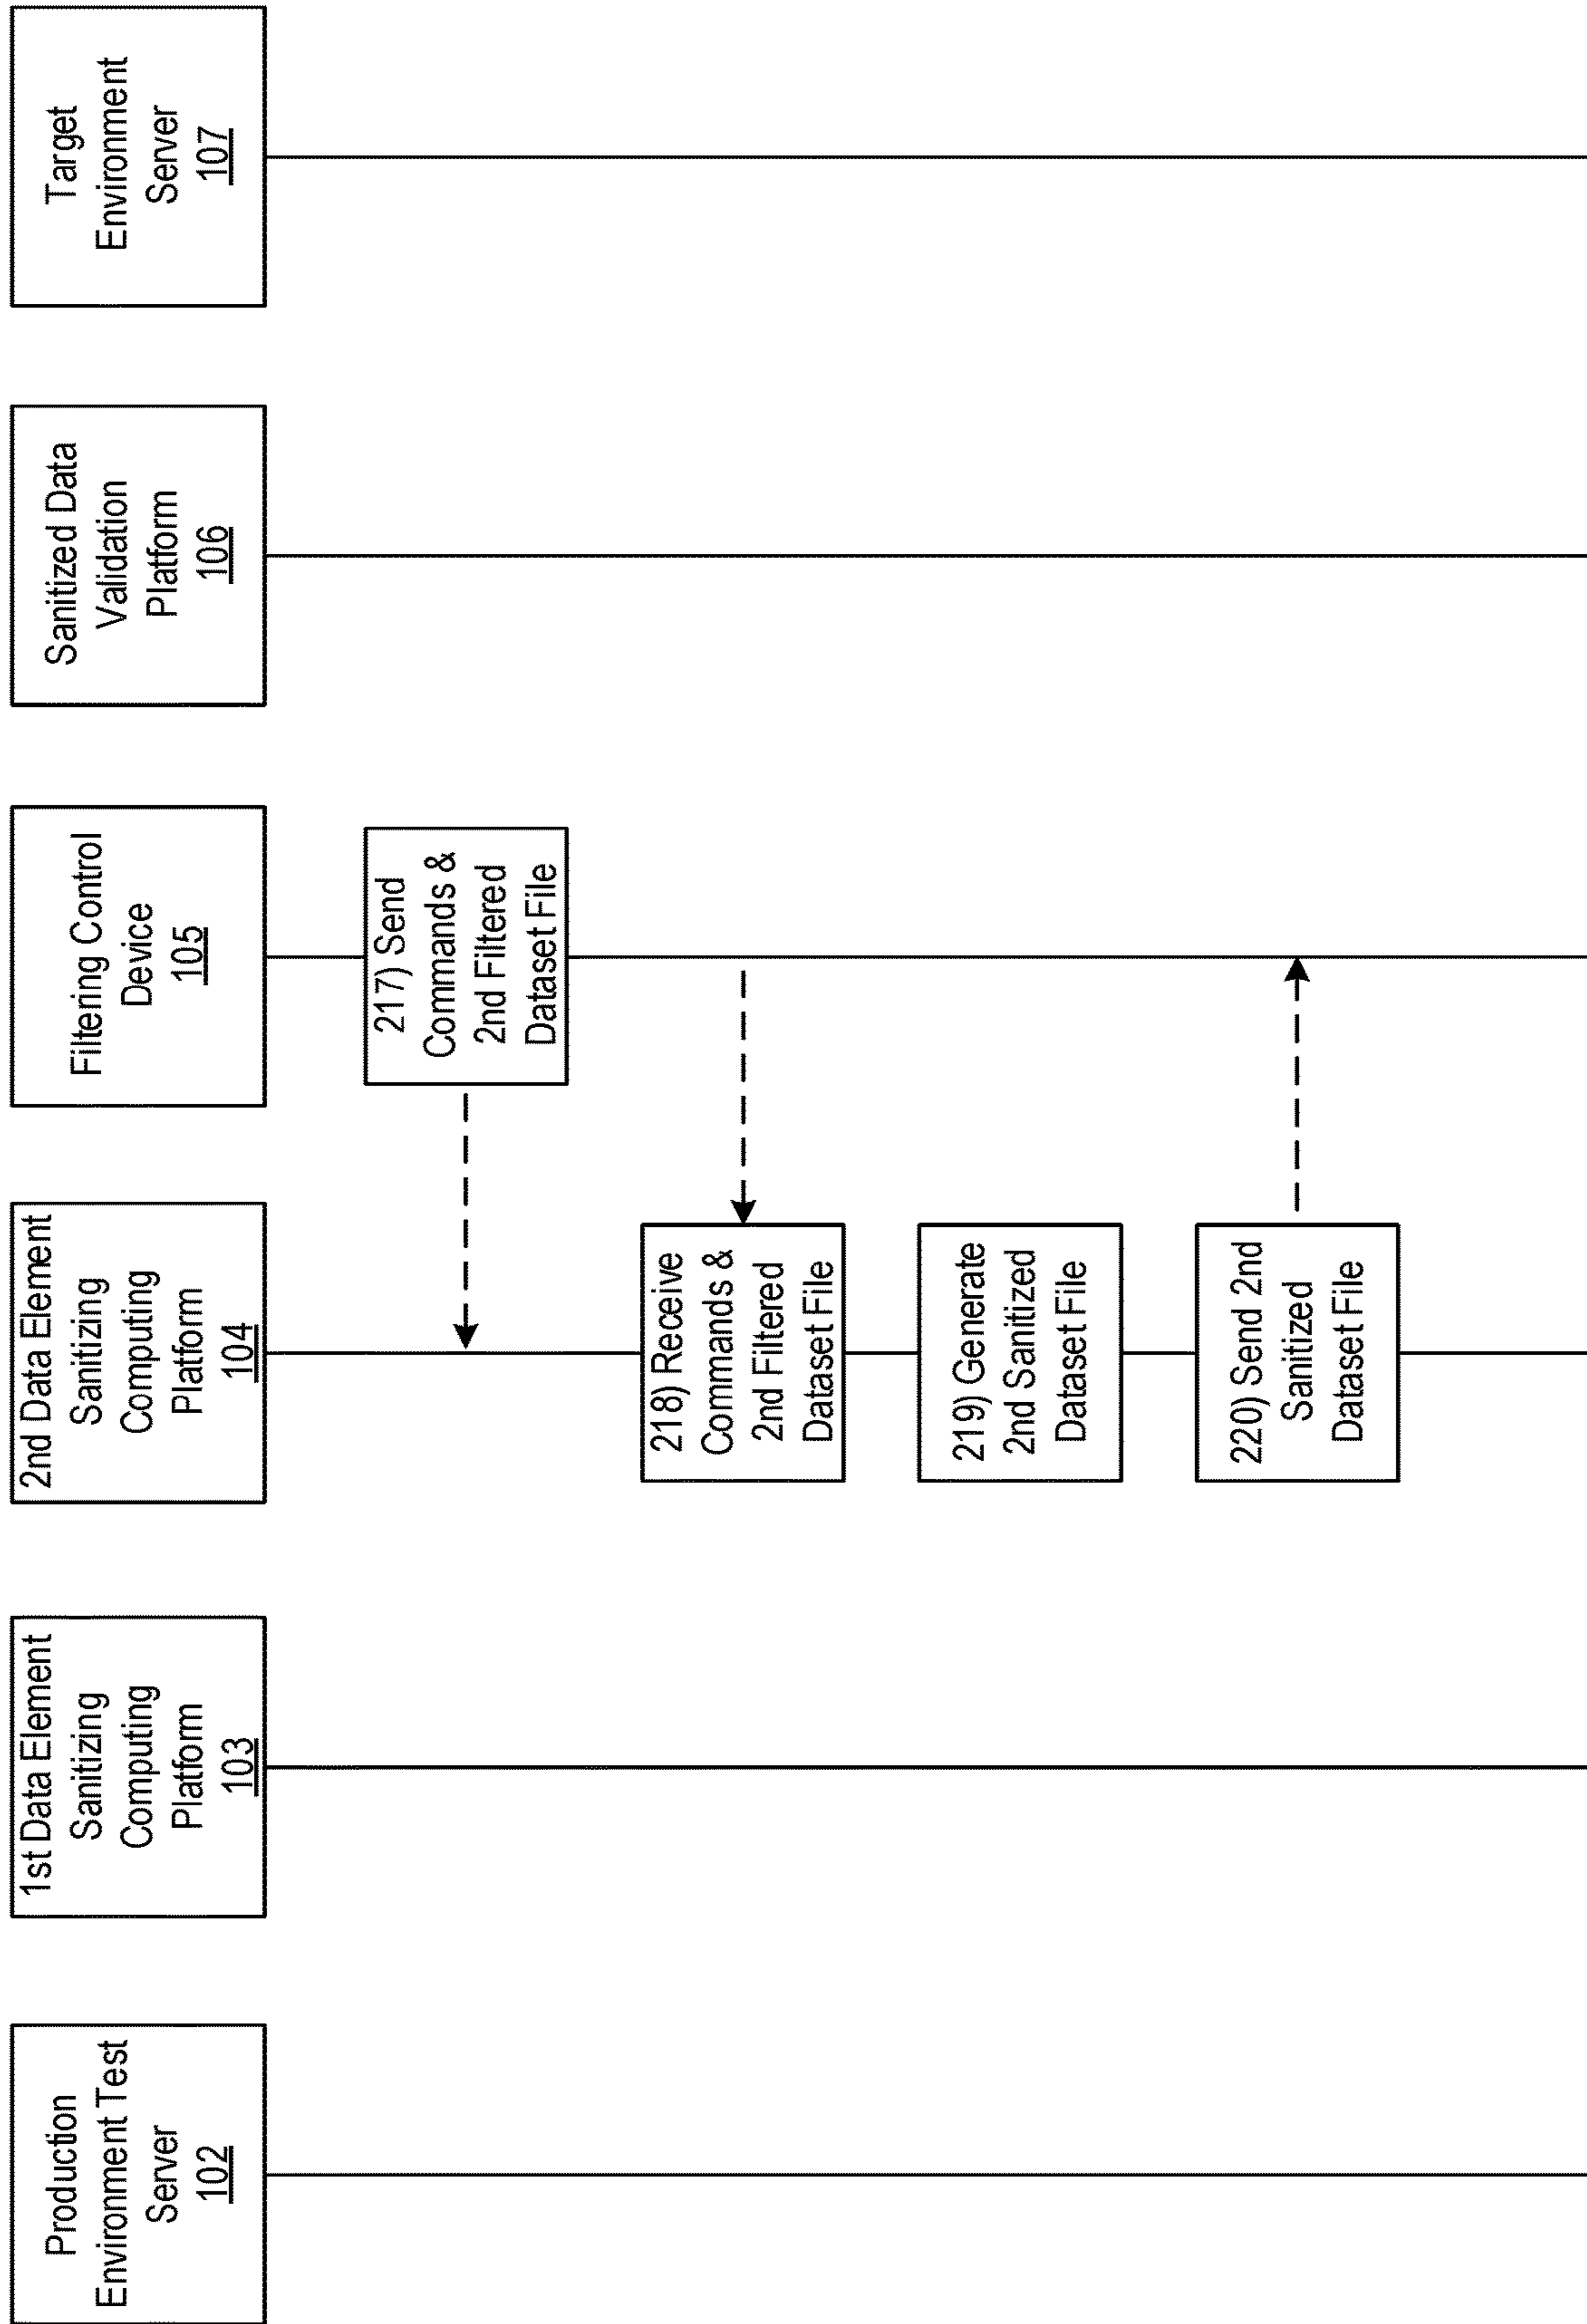 Production
Environment Test
Server
102
1st Data Element
Sanitizing
Computing
Platform
103
2nd Data Element
Sanitizing
Computing
Platform
104
Filtering Control
Device
105
Sanitized Data
Validation
Platform
106
Target
Environment
Server
107
217) Send
Commands &
2nd Filtered
Dataset File
218) Receive
Commands &
2nd Filtered
Dataset File
219) Generate
2nd Sanitized
Dataset File
220) Send 2nd
Sanitized
Dataset File